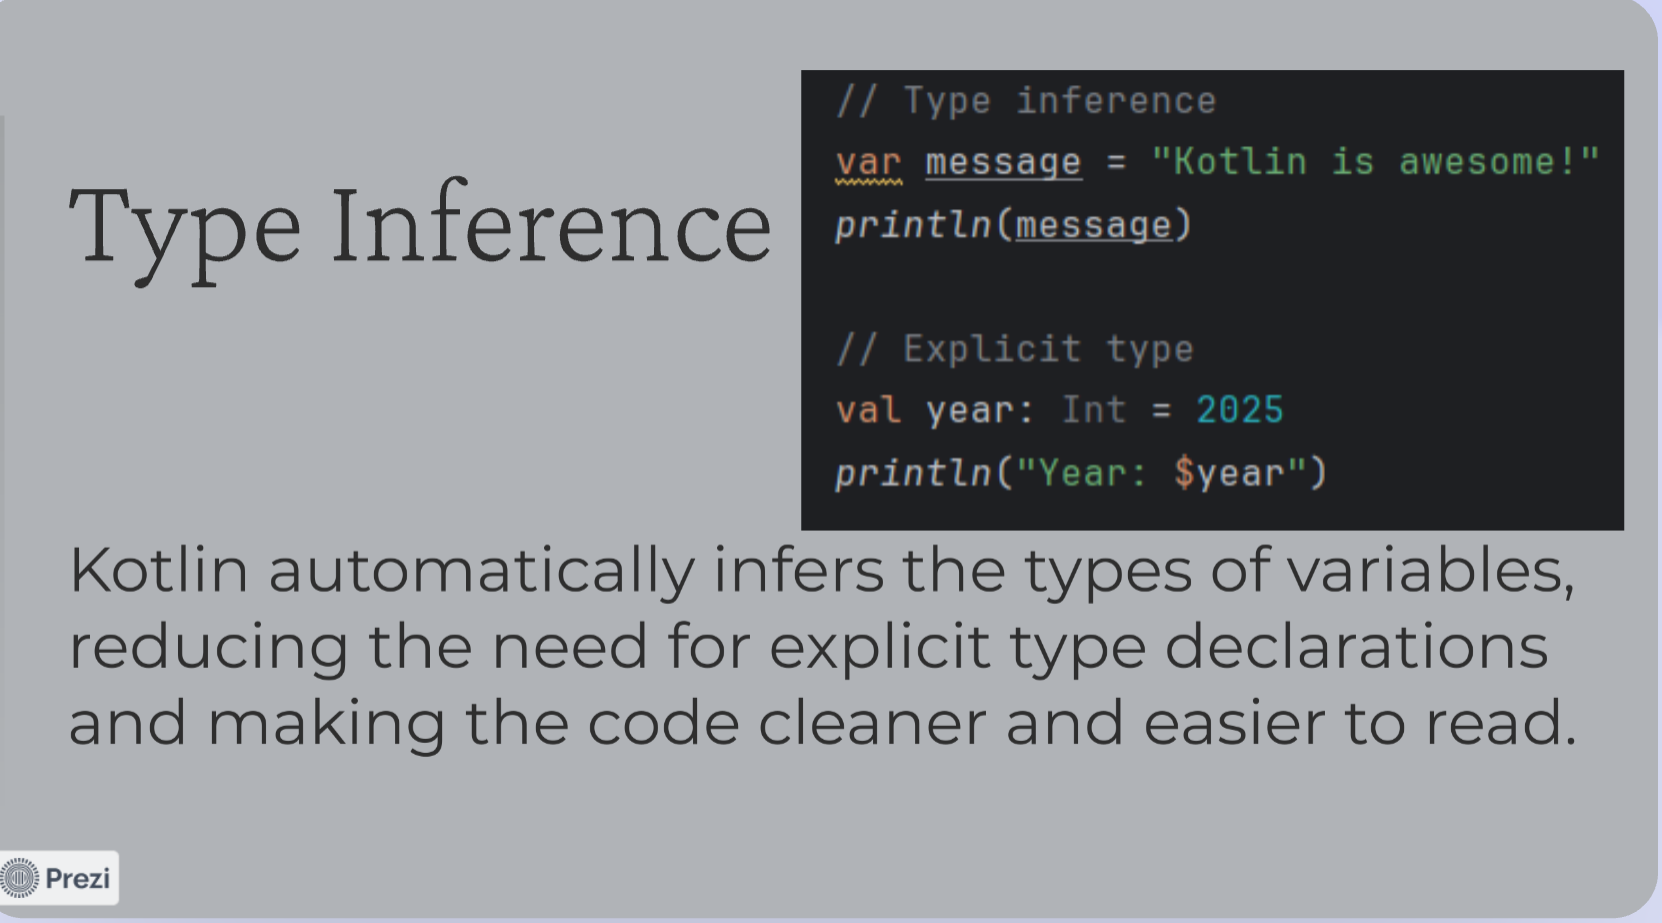 Type Inference
// Type inference
var message = "Kotlin is awesome!"
println(message)
// Explicit type
val year: Int = 2025
println("Year: $year")
Kotlin automatically infers the types of variables,
reducing the need for explicit type declarations
and making the code cleaner and easier to read.
Prezi